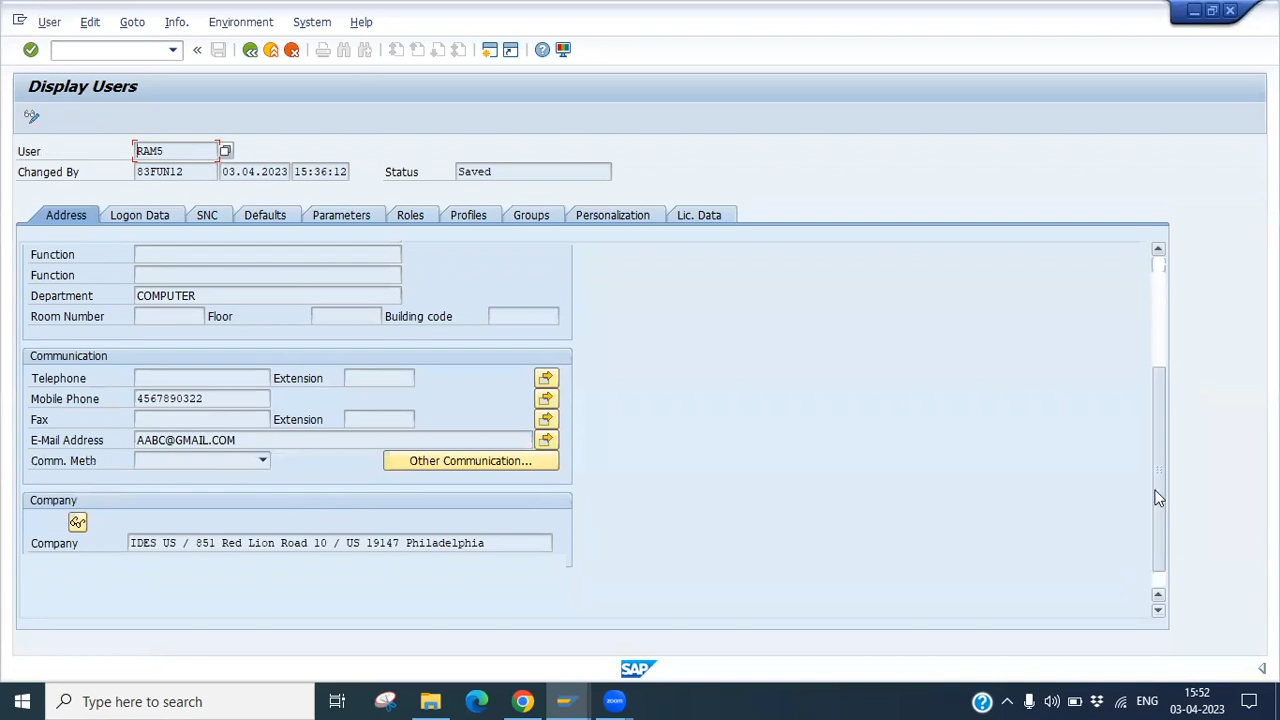 User Edit Goto Info. Environment System Help
Display Users
User RAM5
Changed By 83FUN12 03.04.2023 15:36:12 Status Saved
Address Logon Data SNC Defaults Parameters Roles Profiles Groups Personalization Lic. Data
Function
Function
Department COMPUTER
Room Number Floor Building code
Communication
Telephone Extension
Mobile Phone 4567890322
Fax Extension
E-Mail Address AABC@GMAIL.COM
Comm. Meth Other Communication...
Company
Company IDES US / 851 Red Lion Road 10 / US 19147 Philadelphia
SAP
Type here to search zoom ENG 15:52
03-04-2023